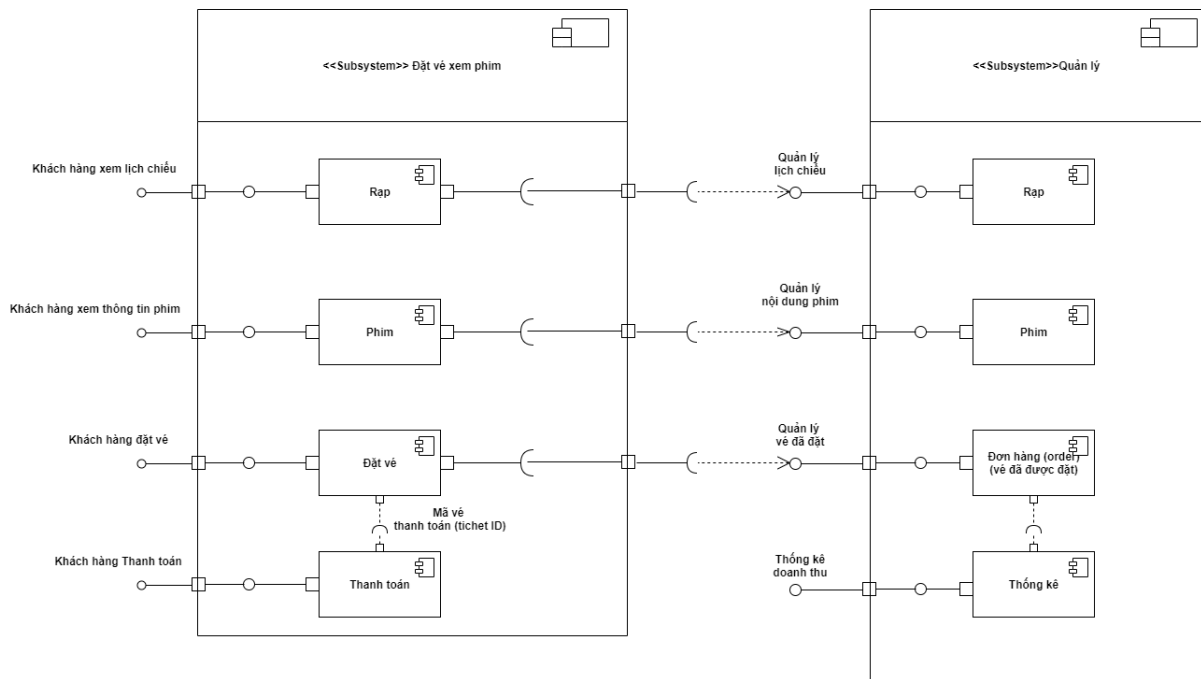 <<Subsystem>> Đặt vé xem phim
<<Subsystem>>Quản lý
Khách hàng xem lịch chiếu
Rạp
Quản lý
lịch chiếu
Rạp
Khách hàng xem thông tin phim
Phim
Quản lý
nội dung phim
Phim
Khách hàng đặt vé
Đặt vé
Quản lý
vé đã đặt
Đơn hàng (order)
(vé đã được đặt)
Mã vé
thanh toán (tichet ID)
Khách hàng Thanh toán
Thanh toán
Thống kê
doanh thu
Thống kê